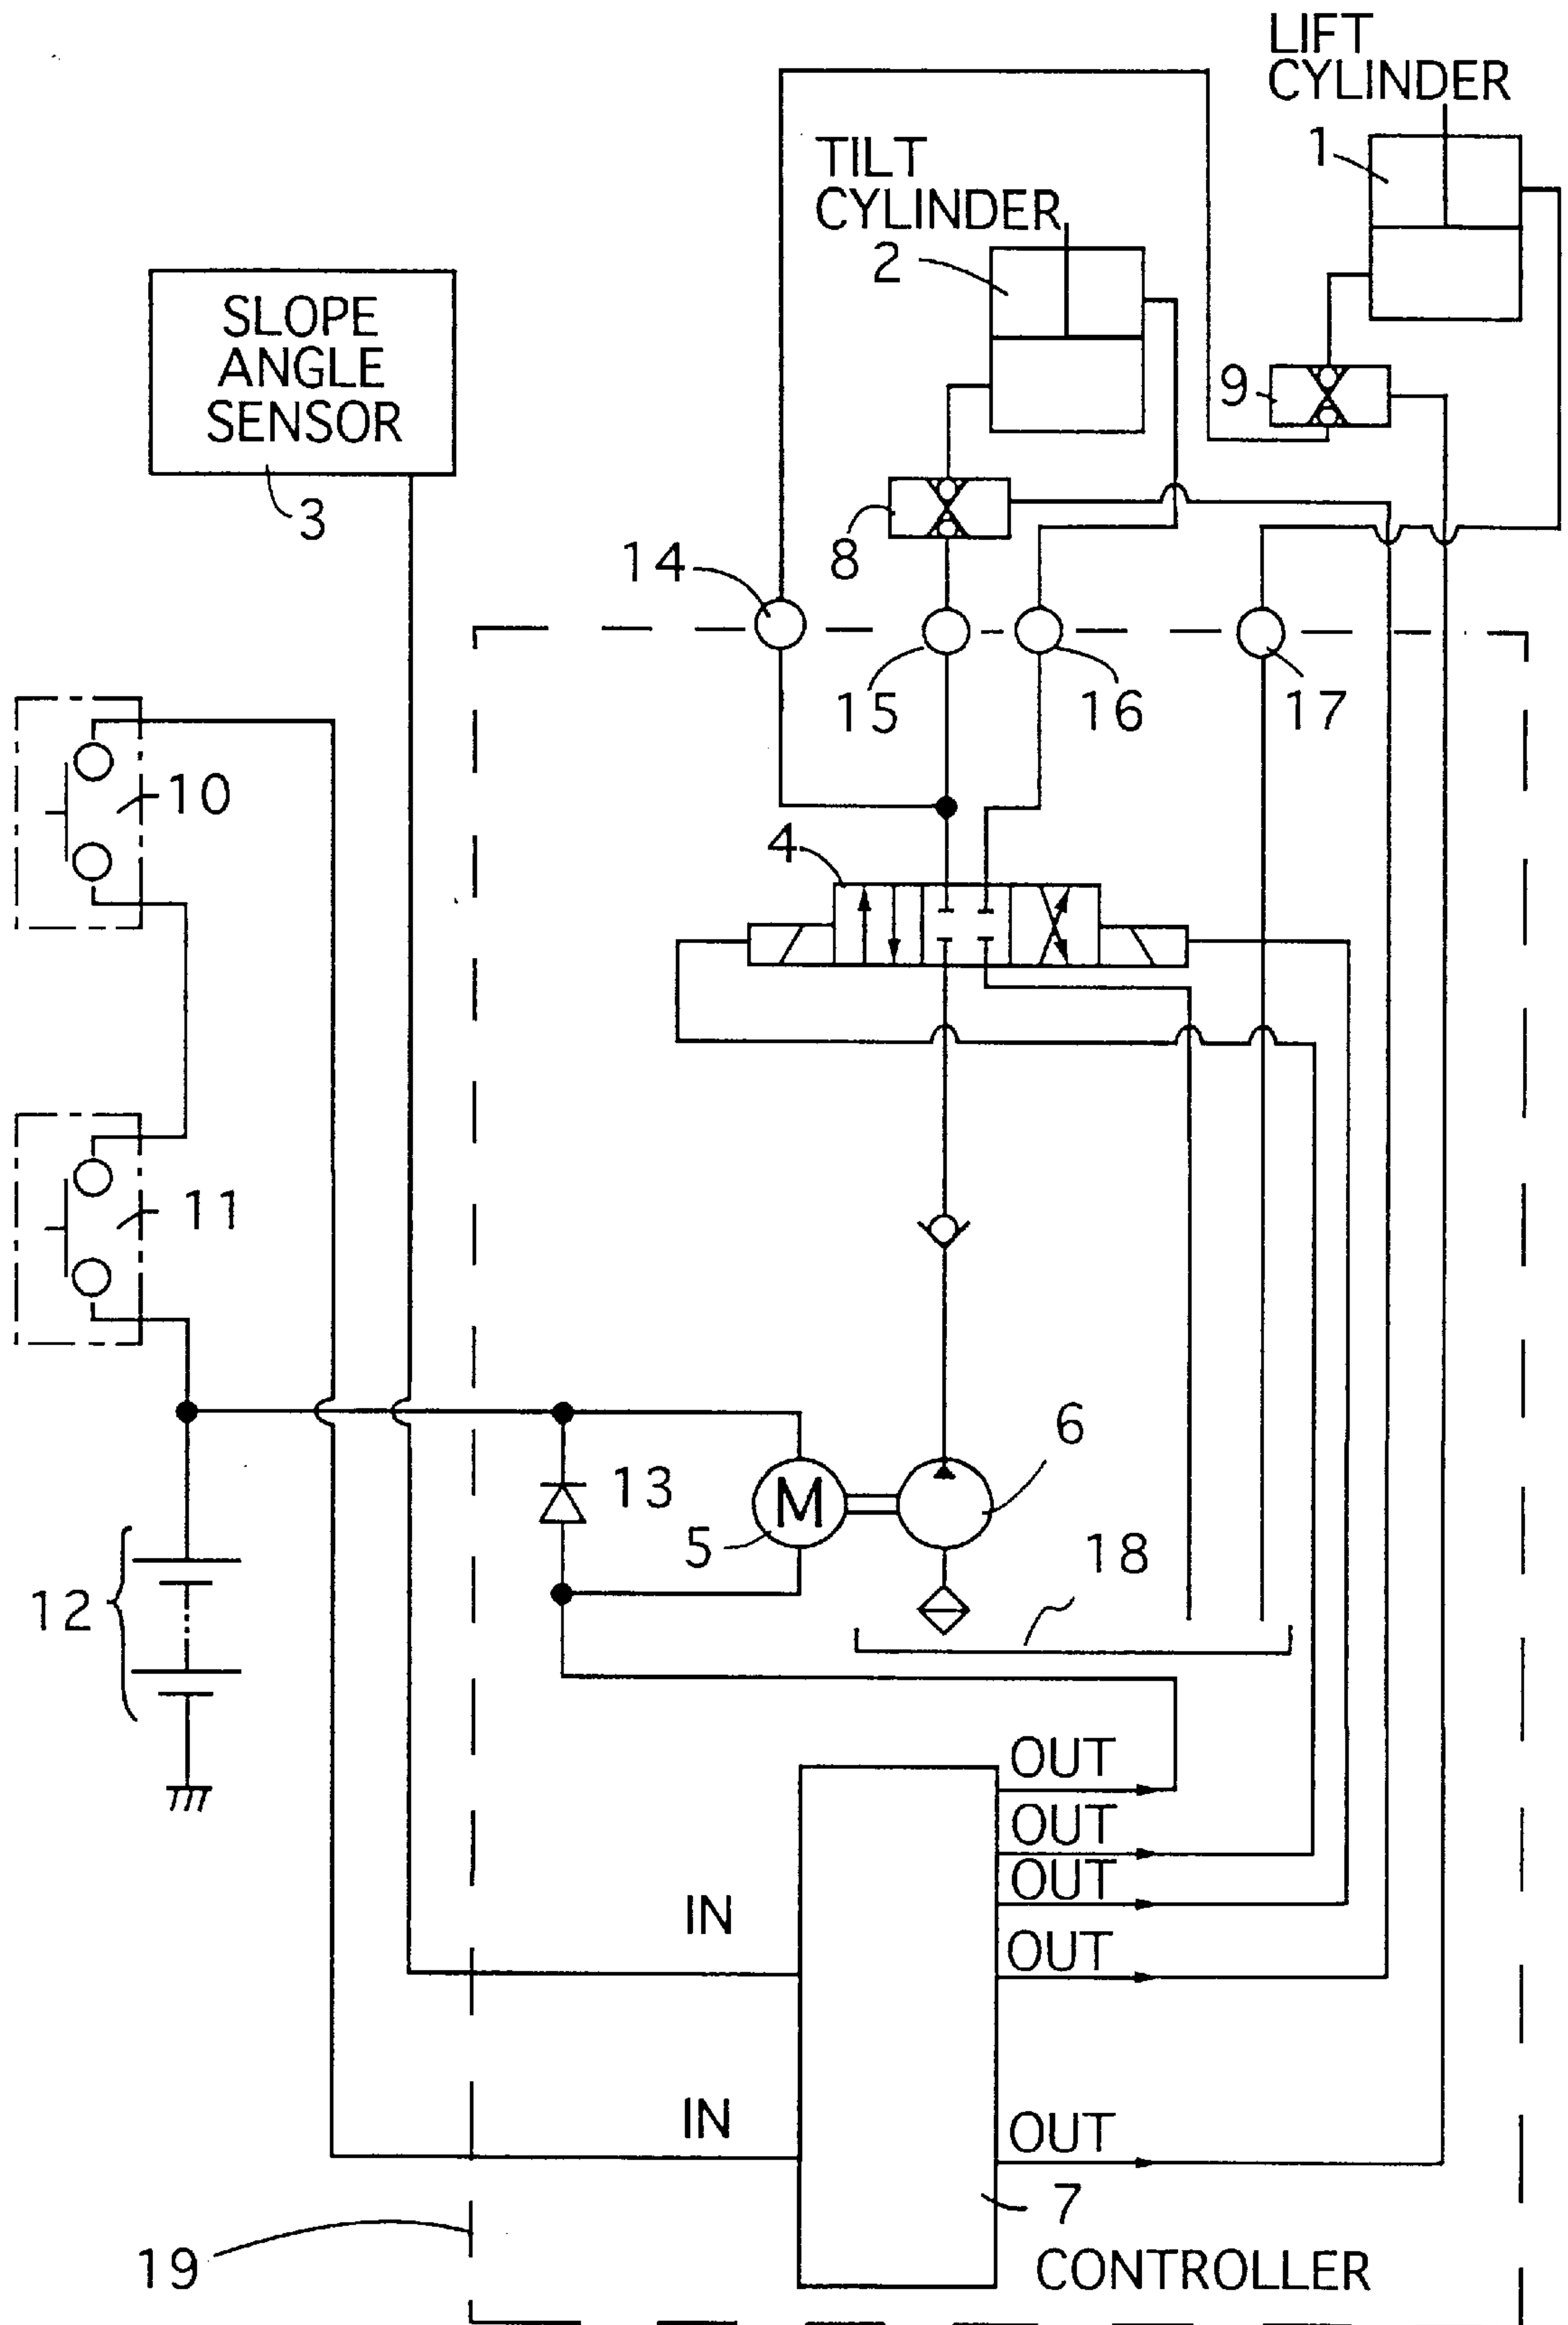 LIFT
CYLINDER
1
TILT
CYLINDER
2
SLOPE
ANGLE
SENSOR
3
9
8
14
15
16
17
10
4
11
6
13
M
5
18
12
OUT
OUT
OUT
IN
OUT
IN
OUT
7
19
CONTROLLER